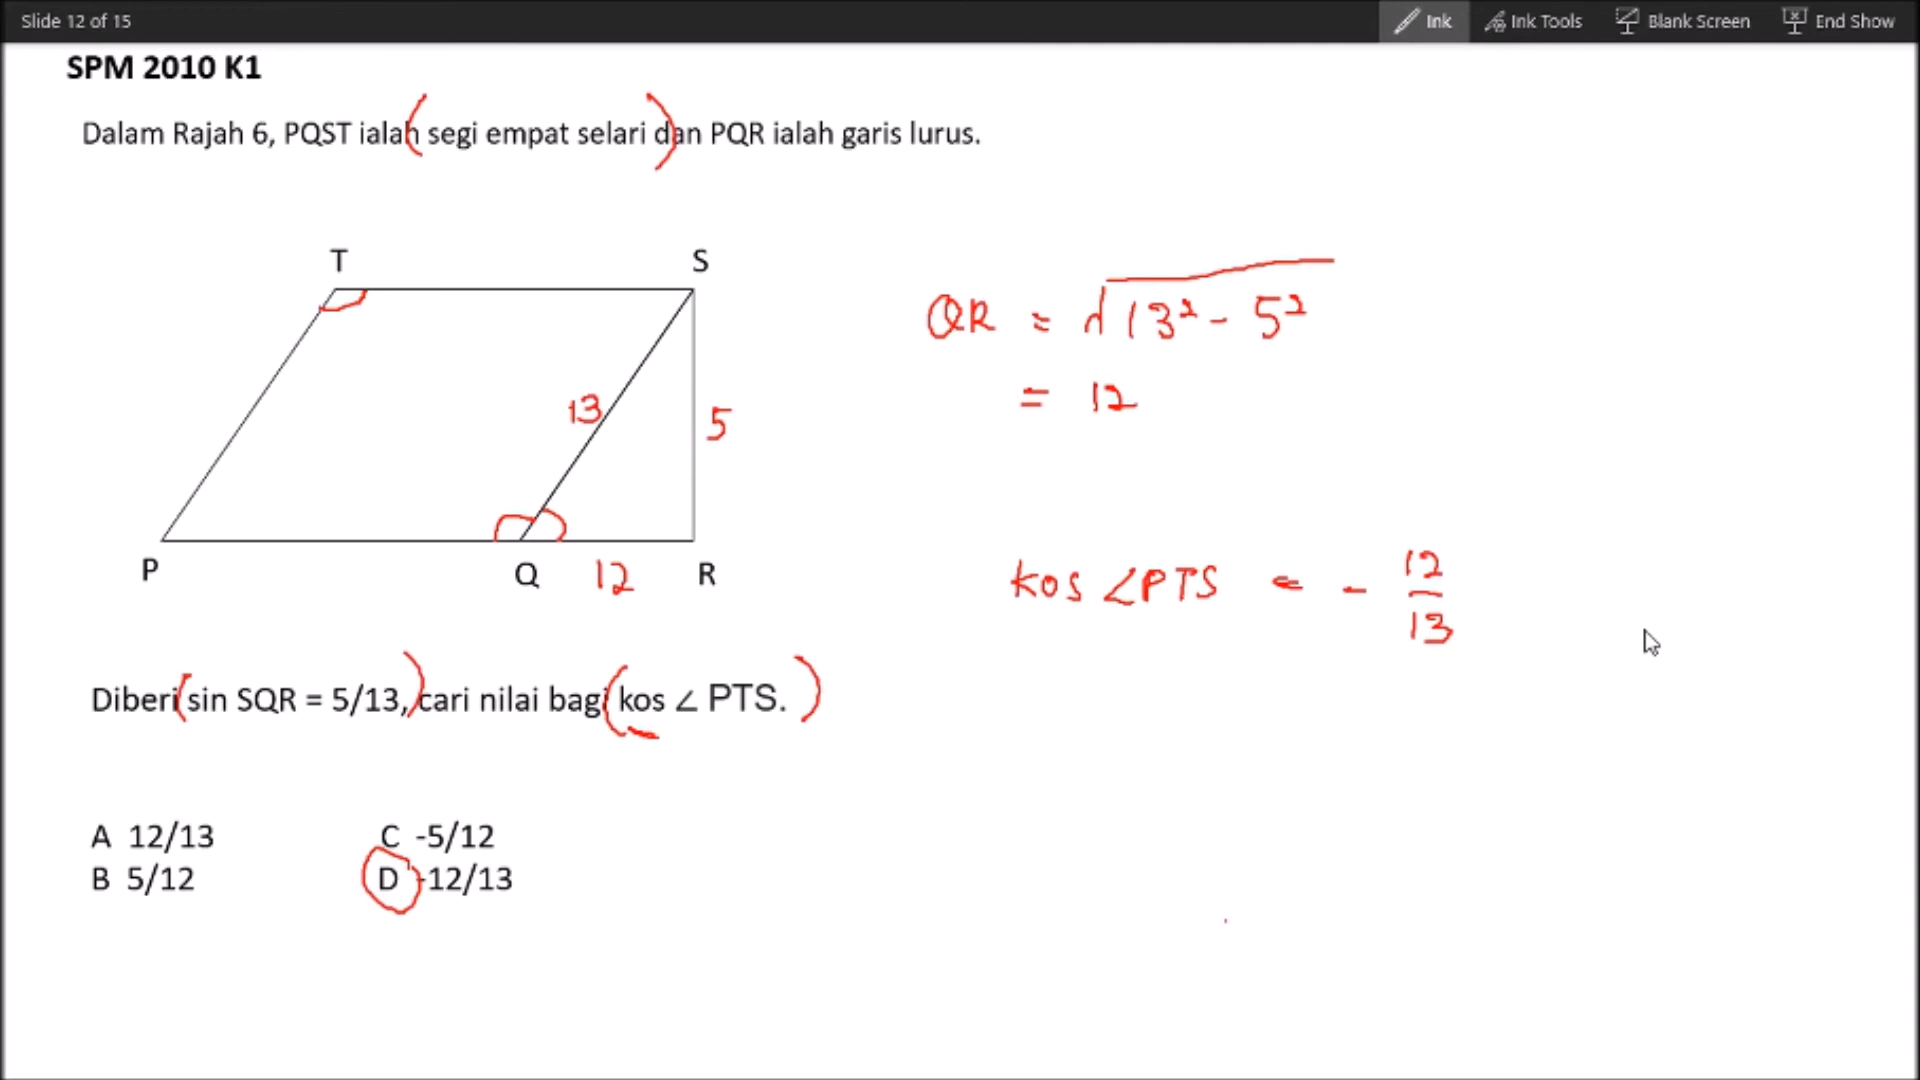 Slide 12 of 15
Ink
Ink Tools
Blank Screen
End Show
SPM 2010 K1
Dalam Rajah 6, PQST ialah (segi empat selari) dan PQR ialah garis lurus.
T
S
13
5
P
Q
12
R
QR = √13² - 5²
= 12
kos ∠PTS = - 12/13
Diberi (sin SQR = 5/13,) cari nilai bagi (kos ∠ PTS.)
A 12/13
C -5/12
B 5/12
D -12/13